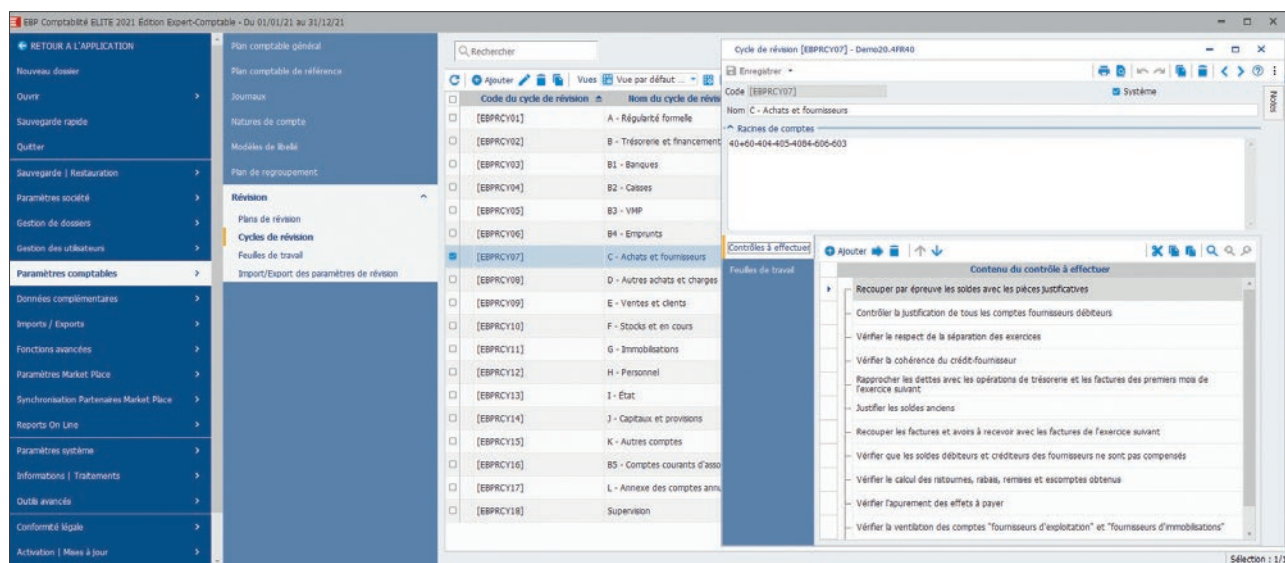 EBP Comptabilité ELITE 2021 Édition Expert-Comptable - Du 01/01/21 au 31/12/21
RETOUR A L'APPLICATION
Nouveau dossier
Ouvrir
Sauvegarde rapide
Quitter
Sauvegarde | Restauration
Paramètres société
Gestion de dossiers
Gestion des utilisateurs
Paramètres comptables
Données complémentaires
Imports / Exports
Fonctions avancées
Paramètres Market Place
Synchronisation Partenaires Market Place
Reports On Line
Paramètres système
Informations | Traitements
Outils avancés
Conformité légale
Activation | Mises à jour
Plan comptable général
Plan comptable de référence
Journaux
Natures de compte
Modèles de libellé
Plan de regroupement
Révision
Plans de révision
Cycles de révision
Feuilles de travail
Import/Export des paramètres de révision
Rechercher
Ajouter Vues Vue par défaut ...
Code du cycle de révision Nom du cycle de révis
[EBPRCY01] A - Régularité formelle
[EBPRCY02] B - Trésorerie et financement
[EBPRCY03] B1 - Banques
[EBPRCY04] B2 - Caisses
[EBPRCY05] B3 - VMP
[EBPRCY06] B4 - Emprunts
[EBPRCY07] C - Achats et fournisseurs
[EBPRCY08] D - Autres achats et charges
[EBPRCY09] E - Ventes et clients
[EBPRCY10] F - Stocks et en cours
[EBPRCY11] G - Immobilisations
[EBPRCY12] H - Personnel
[EBPRCY13] I - État
[EBPRCY14] J - Capitaux et provisions
[EBPRCY15] K - Autres comptes
[EBPRCY16] B5 - Comptes courants d'asso
[EBPRCY17] L - Annexe des comptes annu
[EBPRCY18] Supervision
Cycle de révision [EBPRCY07] - Demo20.4FR40
Enregistrer
Code [EBPRCY07] Système
Nom C - Achats et fournisseurs
Racines de comptes
40+60-404-405-4084-606-603
Notes
Contrôles à effectuer
Feuilles de travail
Ajouter
Contenu du contrôle à effectuer
Recouper par épreuve les soldes avec les pièces justificatives
Contrôler la justification de tous les comptes fournisseurs débiteurs
Vérifier le respect de la séparation des exercices
Vérifier la cohérence du crédit-fournisseur
Rapprocher les dettes avec les opérations de trésorerie et les factures des premiers mois de
l'exercice suivant
Justifier les soldes anciens
Recouper les factures et avoirs à recevoir avec les factures de l'exercice suivant
Vérifier que les soldes débiteurs et créditeurs des fournisseurs ne sont pas compensés
Vérifier le calcul des ristournes, rabais, remises et escomptes obtenus
Vérifier l'apurement des effets à payer
Vérifier la ventilation des comptes "fournisseurs d'exploitation" et "fournisseurs d'immobilisations"
Sélection : 1/1